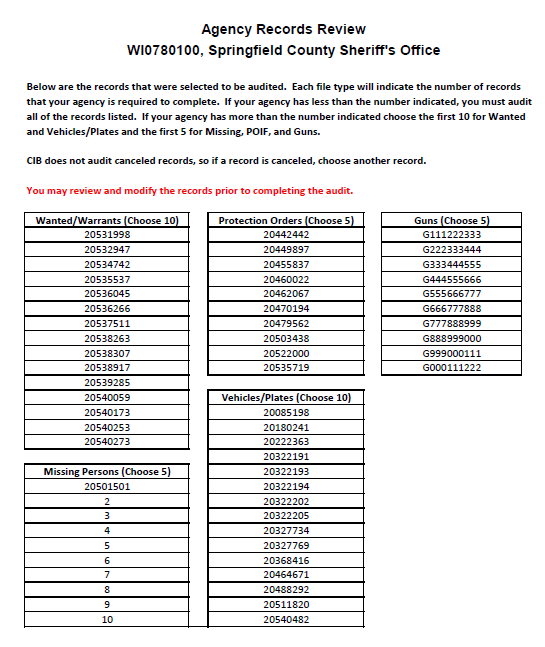 Agency Records Review
WI0780100, Springfield County Sheriff's Office
Below are the records that were selected to be audited. Each file type will indicate the number of records
that your agency is required to complete. If your agency has less than the number indicated, you must audit
all of the records listed. If your agency has more than the number indicated choose the first 10 for Wanted
and Vehicles/Plates and the first 5 for Missing, POIF, and Guns.
CIB does not audit canceled records, so if a record is canceled, choose another record.
You may review and modify the records prior to completing the audit.
Wanted/Warrants (Choose 10)
20531998
20532947
20534742
20535537
20536045
20536266
20537511
20538263
20538307
20538917
20539285
20540059
20540173
20540253
20540273
Missing Persons (Choose 5)
20501501
2
3
4
5
6
7
8
9
10
Protection Orders (Choose 5)
20442442
20449897
20455837
20460022
20462067
20470194
20479562
20503438
20522000
20535719
Vehicles/Plates (Choose 10)
20085198
20180241
20222363
20322191
20322193
20322194
20322202
20322205
20327734
20327769
20368416
20464671
20488292
20511820
20540482
Guns (Choose 5)
G111222333
G222333444
G333444555
G444555666
G555666777
G666777888
G777888999
G888999000
G999000111
G000111222